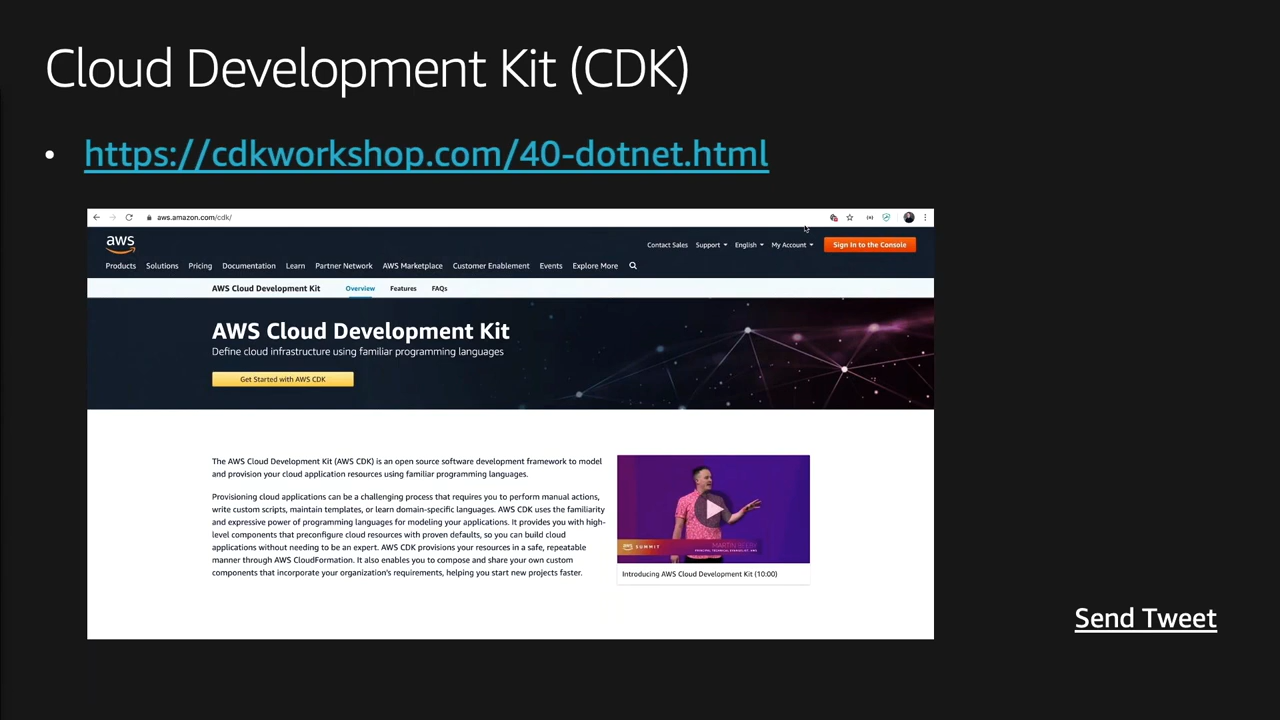 Cloud Development Kit (CDK)
• https://cdkworkshop.com/40-dotnet.html
aws.amazon.com/cdk/
aws
Contact Sales Support English My Account Sign In to the Console
Products Solutions Pricing Documentation Learn Partner Network AWS Marketplace Customer Enablement Events Explore More
AWS Cloud Development Kit Overview Features FAQs
AWS Cloud Development Kit
Define cloud infrastructure using familiar programming languages
Get Started with AWS CDK
The AWS Cloud Development Kit (AWS CDK) is an open source software development framework to model
and provision your cloud application resources using familiar programming languages.
Provisioning cloud applications can be a challenging process that requires you to perform manual actions,
write custom scripts, maintain templates, or learn domain-specific languages. AWS CDK uses the familiarity
and expressive power of programming languages for modeling your applications. It provides you with high-
level components that preconfigure cloud resources with proven defaults, so you can build cloud
applications without needing to be an expert. AWS CDK provisions your resources in a safe, repeatable
manner through AWS CloudFormation. It also enables you to compose and share your own custom
components that incorporate your organization's requirements, helping you start new projects faster.
SUMMIT
Introducing AWS Cloud Development Kit (10:00)
Send Tweet